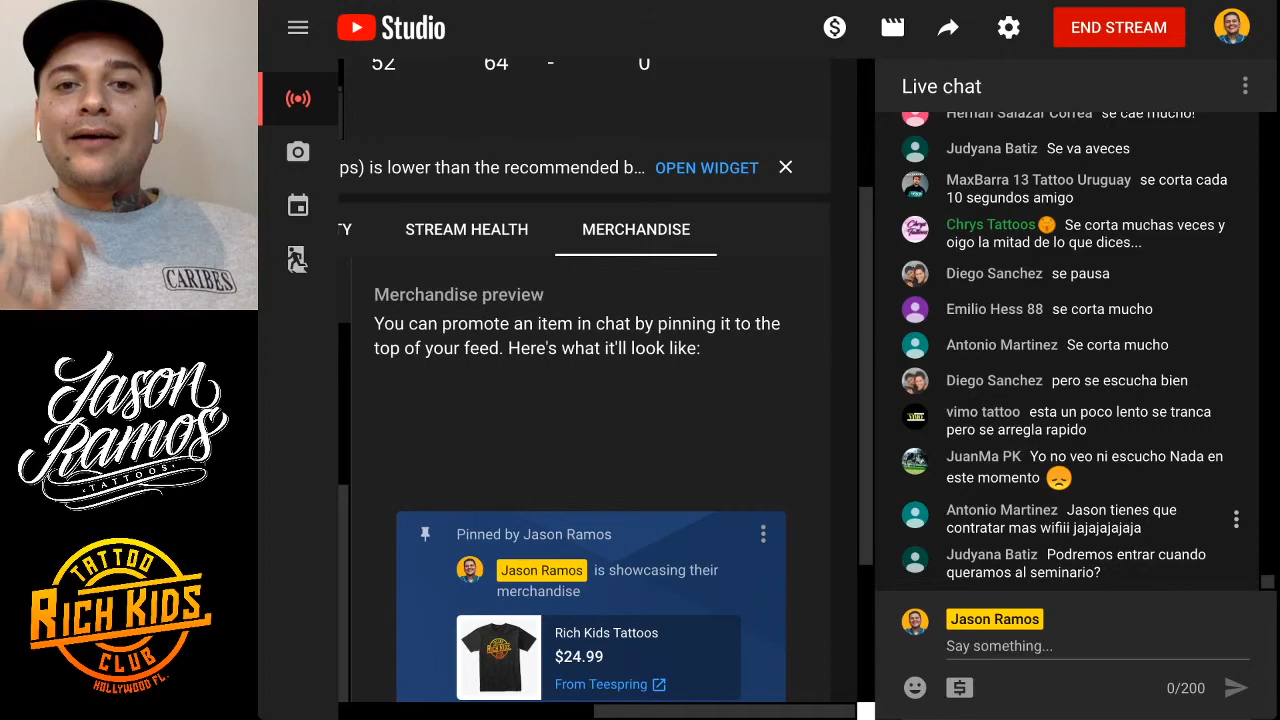 CARIBES
Jason
Ramos
TATTOOS
TATTOO
RICH KIDS
CLUB
HOLLYWOOD FL.
Studio
END STREAM
52 64 - 0
ps) is lower than the recommended b... OPEN WIDGET
TY STREAM HEALTH MERCHANDISE
Merchandise preview
You can promote an item in chat by pinning it to the
top of your feed. Here's what it'll look like:
Pinned by Jason Ramos
Jason Ramos is showcasing their
merchandise
Rich Kids Tattoos
$24.99
From Teespring
Live chat
Hernan Salazar Correa se cae mucho!
Judyana Batiz Se va aveces
MaxBarra 13 Tattoo Uruguay se corta cada
10 segundos amigo
Chrys Tattoos Se corta muchas veces y
oigo la mitad de lo que dices...
Diego Sanchez se pausa
Emilio Hess 88 se corta mucho
Antonio Martinez Se corta mucho
Diego Sanchez pero se escucha bien
vimo tattoo esta un poco lento se tranca
pero se arregla rapido
JuanMa PK Yo no veo ni escucho Nada en
este momento 😞
Antonio Martinez Jason tienes que
contratar mas wifiii jajajajajaja
Judyana Batiz Podremos entrar cuando
queramos al seminario?
Jason Ramos
Say something...
0/200